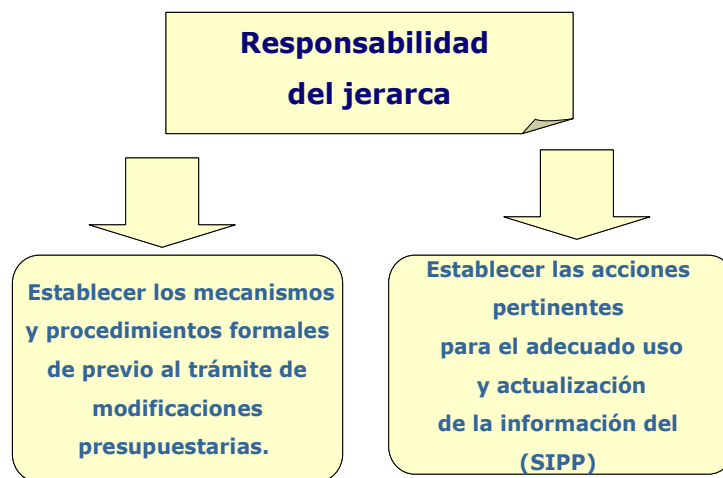 Responsabilidad
del jerarca
Establecer los mecanismos
y procedimientos formales
de previo al trámite de
modificaciones
presupuestarias.
Establecer las acciones
pertinentes
para el adecuado uso
y actualización
de la información del
(SIPP)